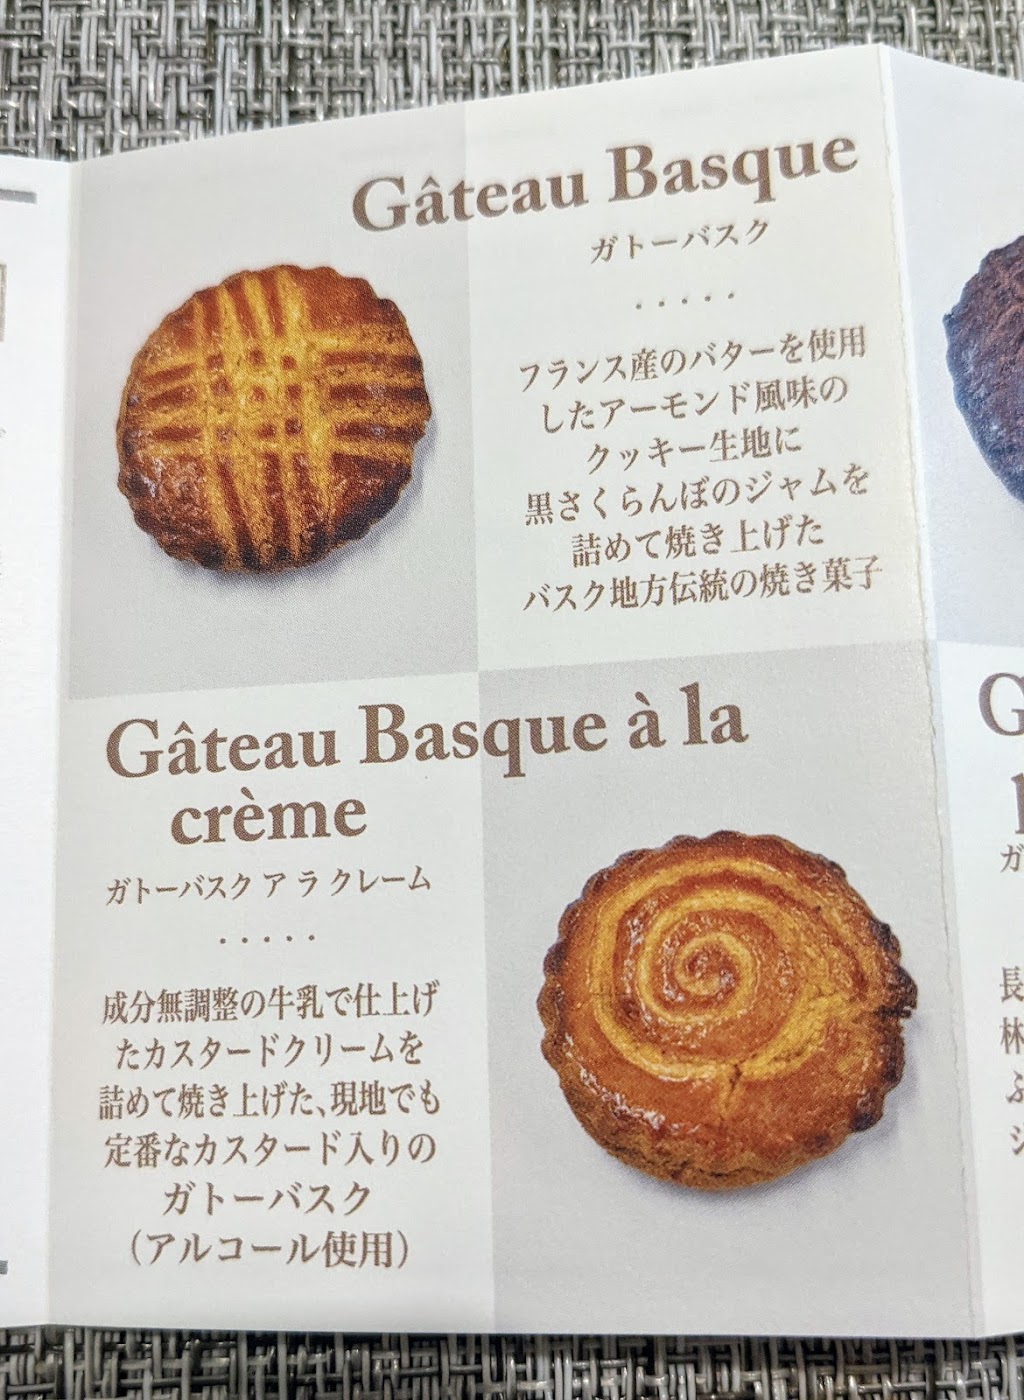 Gâteau Basque
ガトーバスク
・・・・・
フランス産のバターを使用
したアーモンド風味の
クッキー生地に
黒さくらんぼのジャムを
詰めて焼き上げた
バスク地方伝統の焼き菓子
Gâteau Basque à la
crème
ガトーバスク ア ラ クレーム
・・・・・
成分無調整の牛乳で仕上げ
たカスタードクリームを
詰めて焼き上げた、現地でも
定番なカスタード入りの
ガトーバスク
（アルコール使用）
G
ガ
長
林
ぶ
シ